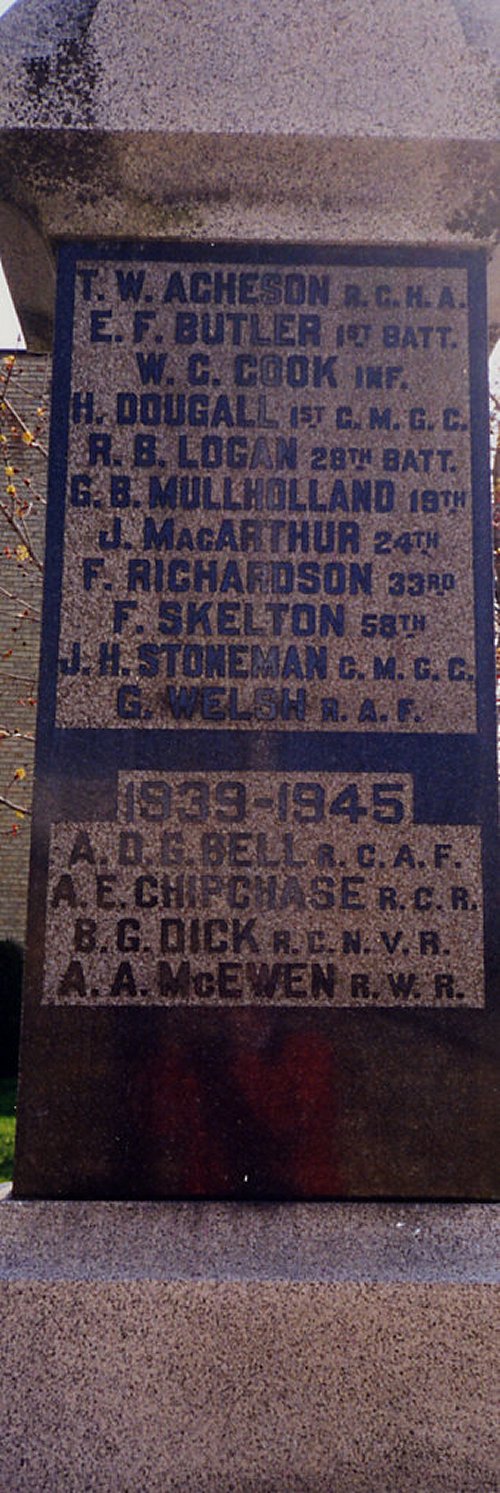 T. W. ACHESON R. C. H. A.
E. F. BUTLER 1ST BATT.
W. C. COOK INF.
H. DOUGALL 1ST C. M. G. C.
R. B. LOGAN 28TH BATT.
G. B. MULLHOLLAND 19TH
J. MACARTHUR 24TH
F. RICHARDSON 33RD
F. SKELTON 58TH
J. H. STONEMAN C. M. G. C.
G. WELSH R. A. F.
1939-1945
A. D. G. BELL R. C. A. F.
A. E. CHIPCHASE R. C. R.
B. G. DICK R. C. N. V. R.
A. A. McEWEN R. W. R.